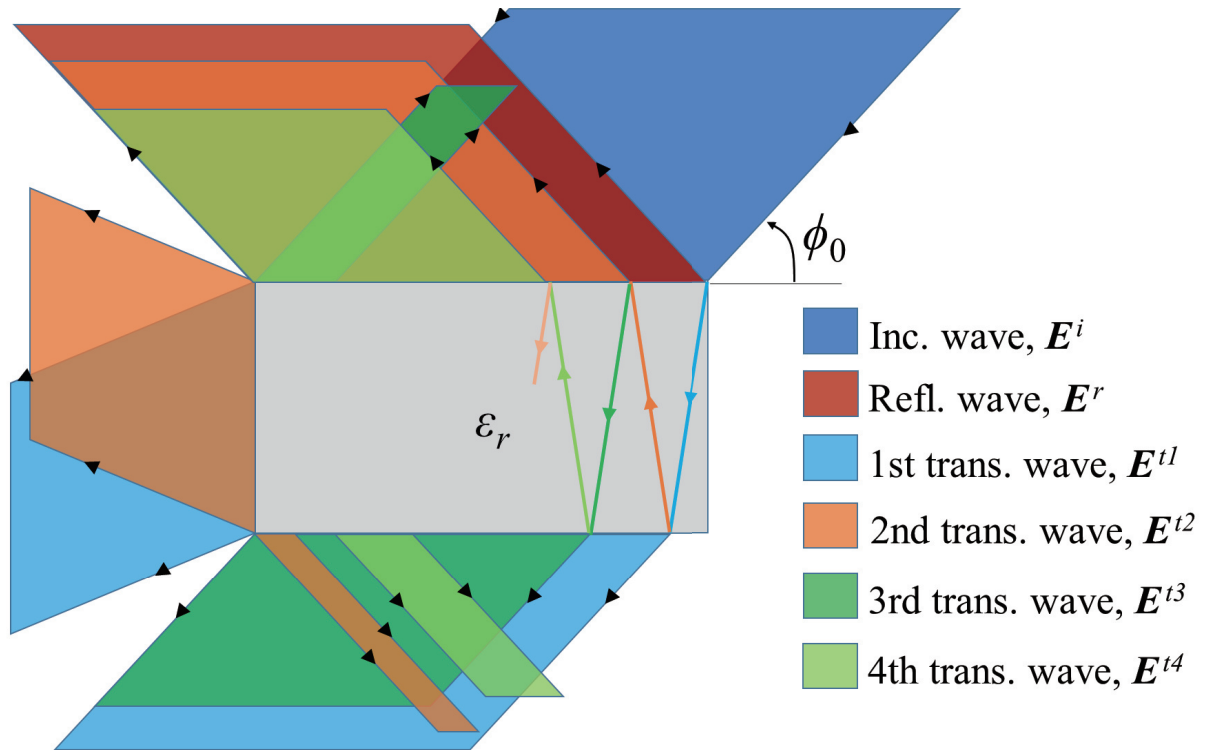 ϕ₀
εᵣ
Inc. wave, Eⁱ
Refl. wave, Eʳ
1st trans. wave, Eᵗ¹
2nd trans. wave, Eᵗ²
3rd trans. wave, Eᵗ³
4th trans. wave, Eᵗ⁴